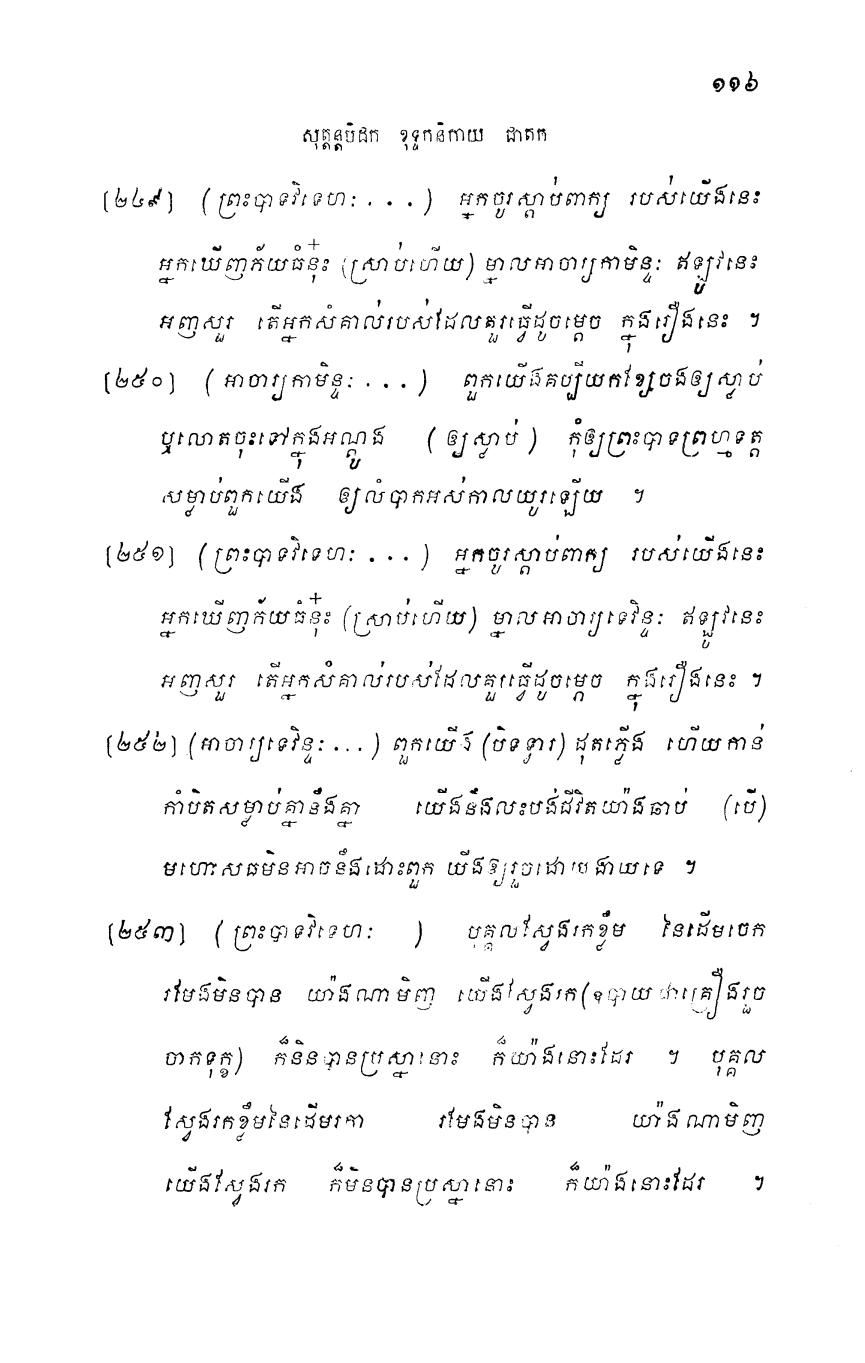 ១១៦
សុត្តន្តបិដក ខុទ្ទកនិកាយ ជាតក
[២៤៩] (ព្រះបាទវិទេហៈ . . . ) អ្នកចូរស្តាប់ពាក្យ របស់យើងនេះ
អ្នកឃើញភ័យធំនុ៎ះ (ស្រាប់ហើយ) ម្នាលអាចារ្យកាមិន្ទៈ ឥឡូវនេះ
អញសួរ តើអ្នកសំគាល់របស់ដែលគួរធ្វើដូចម្តេច ក្នុងរឿងនេះ ។
[២៥០] ( អាចារ្យកាមិន្ទៈ . . . ) ពួកយើងគប្បីយកខ្សែចងឲ្យស្លាប់
ឬលោតចុះទៅក្នុងអណ្តូង ( ឲ្យស្លាប់ ) កុំឲ្យព្រះបាទព្រហ្មទត្ត
សម្លាប់ពួកយើង ឲ្យលំបាកអស់កាលយូរឡើយ ។
[២៥១] (ព្រះបាទវិទេហៈ . . . ) អ្នកចូរស្តាប់ពាក្យ របស់យើងនេះ
អ្នកឃើញភ័យធំនុ៎ះ (ស្រាប់ហើយ) ម្នាលអាចារ្យទេវិន្ទៈ ឥឡូវនេះ
អញសួរ តើអ្នកសំគាល់របស់ដែលគួរធ្វើដូចម្តេច ក្នុងរឿងនេះ ។
[២៥២] (អាចារ្យទេវិន្ទៈ ... ) ពួកយើង (បិទទ្វារ) ដុតភ្លើង ហើយកាន់
កាំបិតសម្លាប់គ្នានឹងគ្នា យើងនឹងលះបង់ជីវិតយ៉ាងឆាប់ (បើ)
មហោសធមិនអាចនឹងដោះពួក យើងឱ្យរួចដោយងាយទេ ។
[២៥៣] ( ព្រះបាទវិទេហៈ ) បុគ្គលស្វែងរកខ្លឹម នៃដើមចេក
រមែងមិនបាន យ៉ាងណាមិញ យើងស្វែងរក(ឧបាយជាគ្រឿងរួច
ចាកទុក្ខ) ក៏មិនបានប្រស្នានោះ ក៏យ៉ាងនោះដែរ ។ បុគ្គល
ស្វែងរកខ្លឹមនៃដើមរកា រមែងមិនបាន យ៉ាងណាមិញ
យើងស្វែងរក ក៏មិនបានប្រស្នានោះ ក៏យ៉ាងនោះដែរ ។